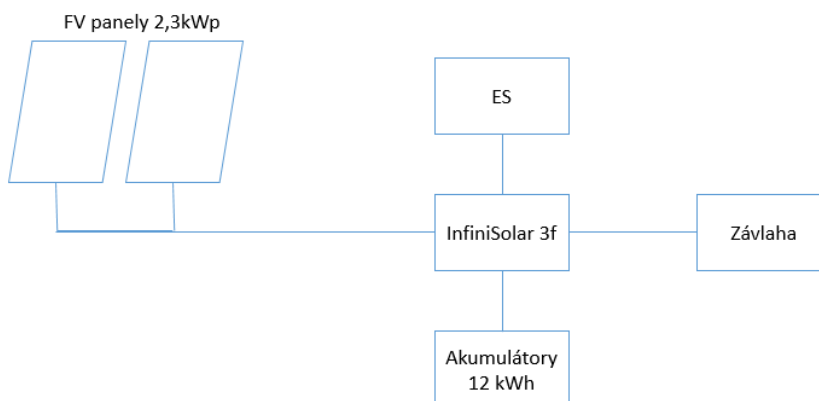 FV panely 2,3kWp
ES
InfiniSolar 3f
Závlaha
Akumulátory
12 kWh